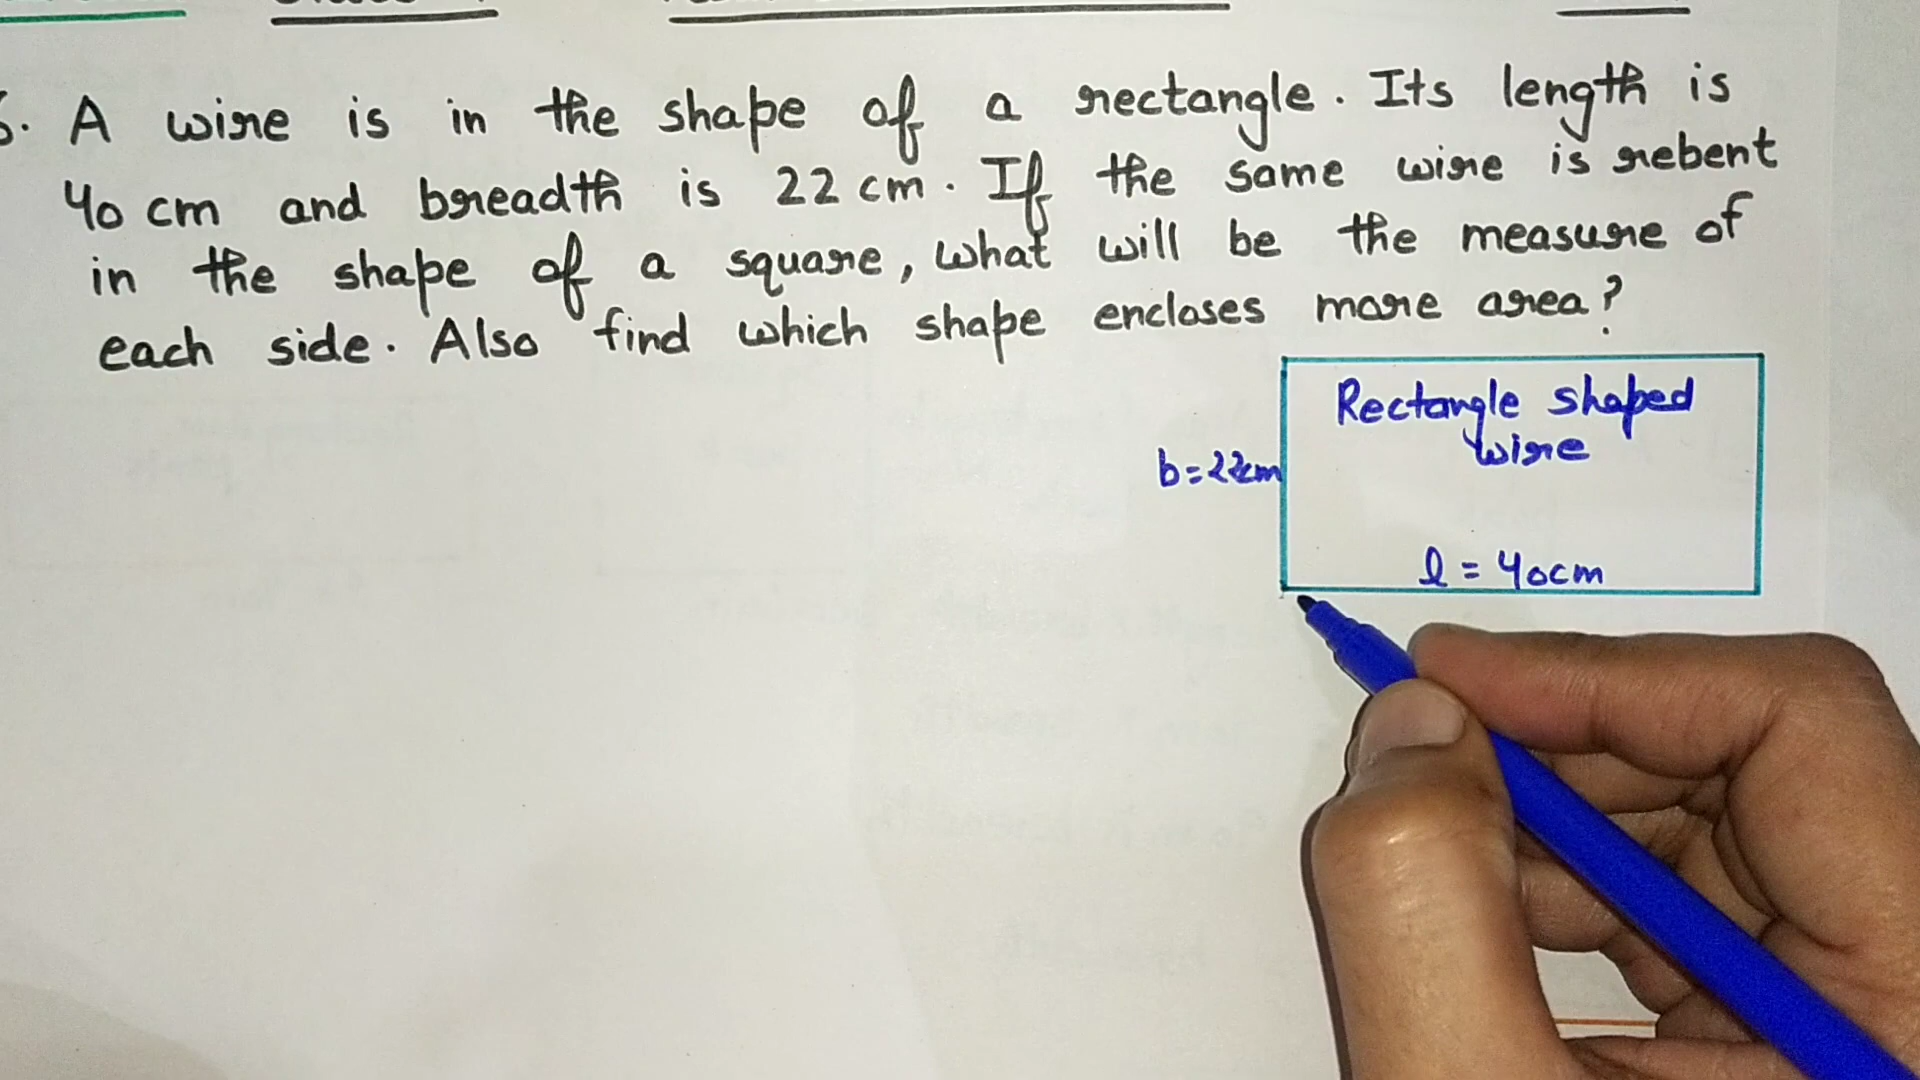 A wire is in the shape of a rectangle. Its length is
40 cm and breadth is 22 cm. If the same wire is rebent
in the shape of a square, what will be the measure of
each side. Also find which shape encloses more area?
Rectangle shaped
wire
b=22cm
l = 40cm